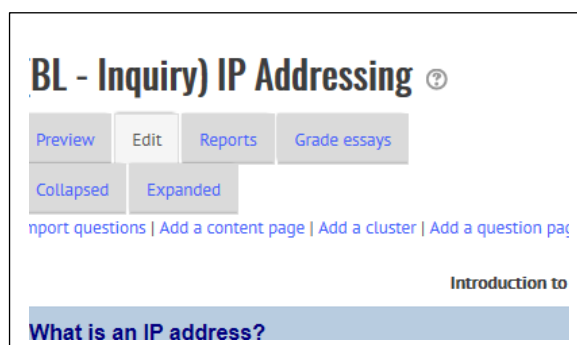 (BL - Inquiry) IP Addressing
Preview Edit Reports Grade essays
Collapsed Expanded
mport questions | Add a content page | Add a cluster | Add a question pag
Introduction to
What is an IP address?